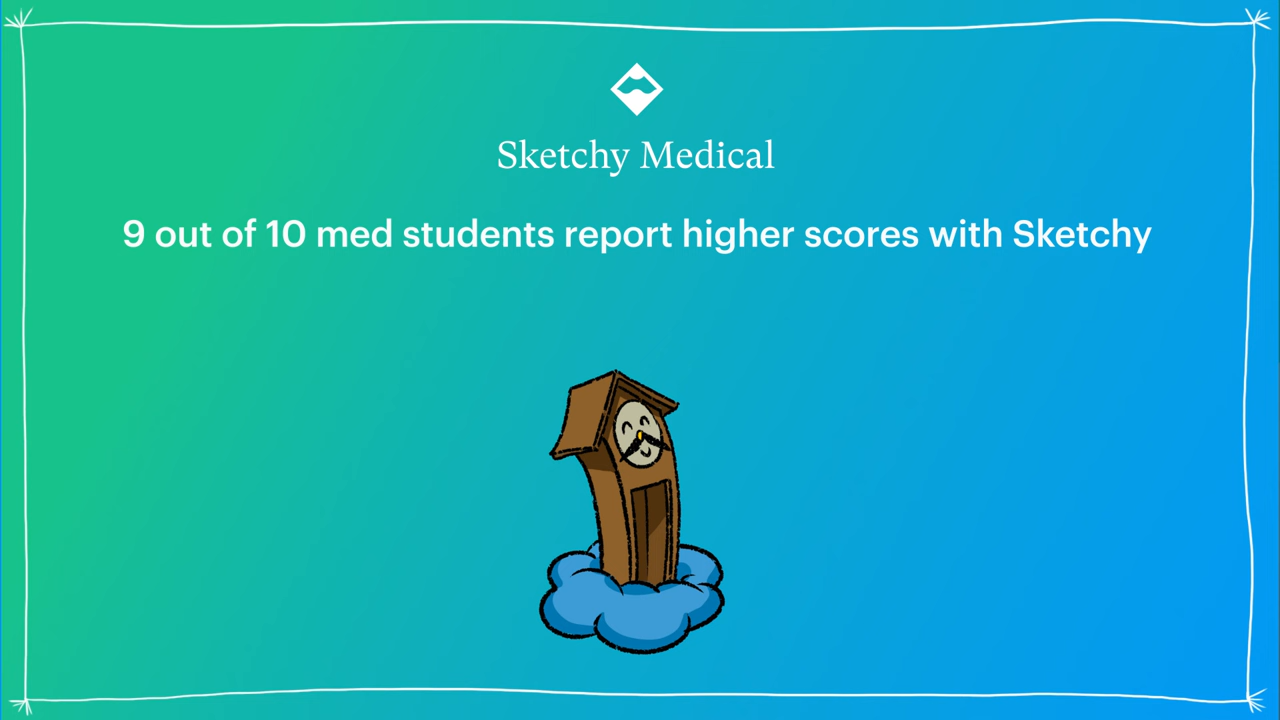 Sketchy Medical
9 out of 10 med students report higher scores with Sketchy